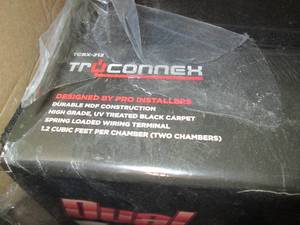 TCBX-212
TRUCONNEX
DESIGNED BY PRO INSTALLERS
DURABLE MDF CONSTRUCTION
HIGH GRADE, UV TREATED BLACK CARPET
SPRING LOADED WIRING TERMINAL
1.2 CUBIC FEET PER CHAMBER (TWO CHAMBERS)
Dual